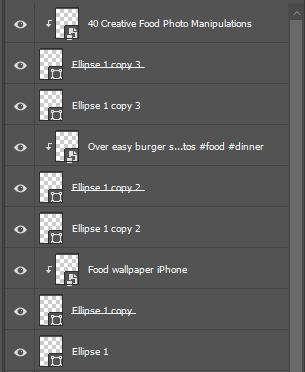 40 Creative Food Photo Manipulations
Ellipse 1 copy 3
Ellipse 1 copy 3
Over easy burger s...tos #food #dinner
Ellipse 1 copy 2
Ellipse 1 copy 2
Food wallpaper iPhone
Ellipse 1 copy
Ellipse 1